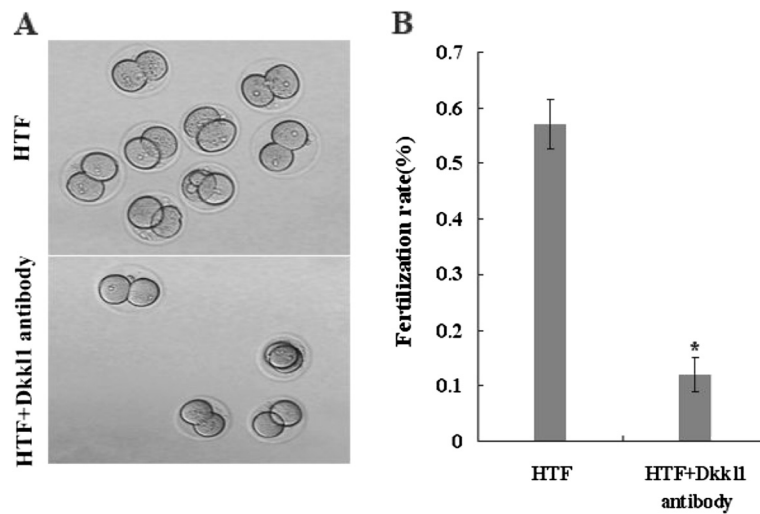 A
HTF
HTF+Dkkl1 antibody
B
Fertilization rate(%)
0.7
0.6
0.5
0.4
0.3
0.2
0.1
0
*
HTF
HTF+Dkkl1
antibody